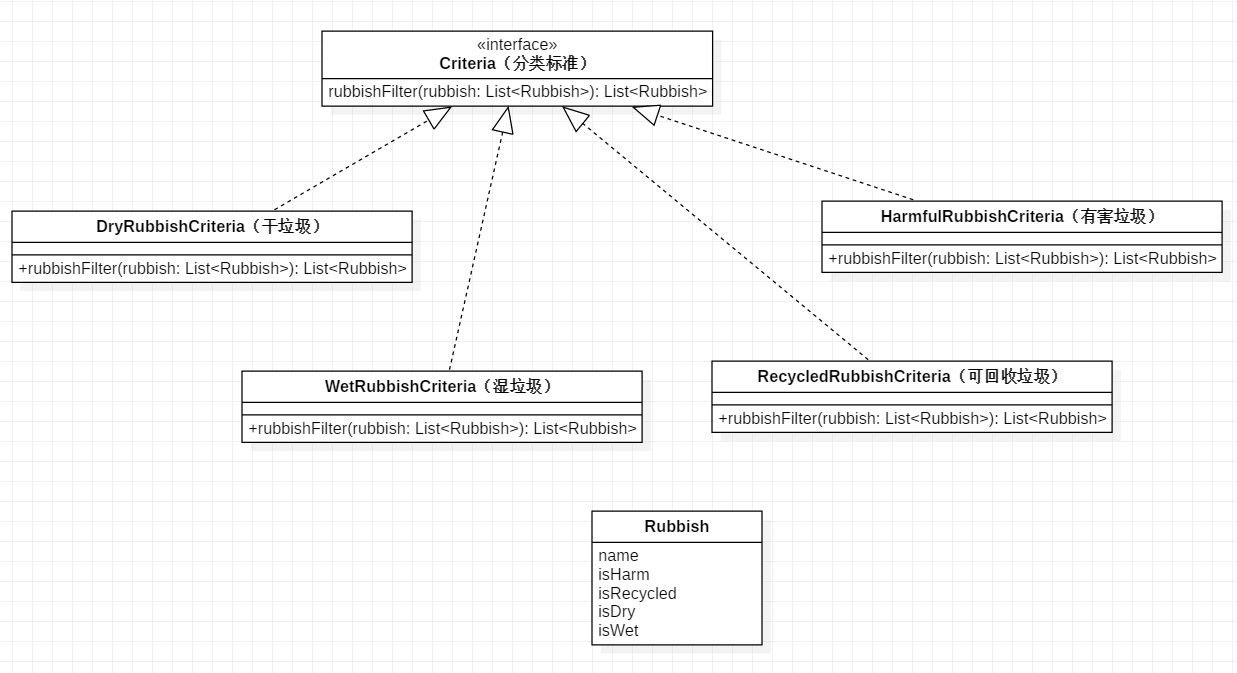 «interface»
Criteria（分类标准）
rubbishFilter(rubbish: List<Rubbish>): List<Rubbish>
DryRubbishCriteria（干垃圾）
+rubbishFilter(rubbish: List<Rubbish>): List<Rubbish>
HarmfulRubbishCriteria（有害垃圾）
+rubbishFilter(rubbish: List<Rubbish>): List<Rubbish>
WetRubbishCriteria（湿垃圾）
+rubbishFilter(rubbish: List<Rubbish>): List<Rubbish>
RecycledRubbishCriteria（可回收垃圾）
+rubbishFilter(rubbish: List<Rubbish>): List<Rubbish>
Rubbish
name
isHarm
isRecycled
isDry
isWet